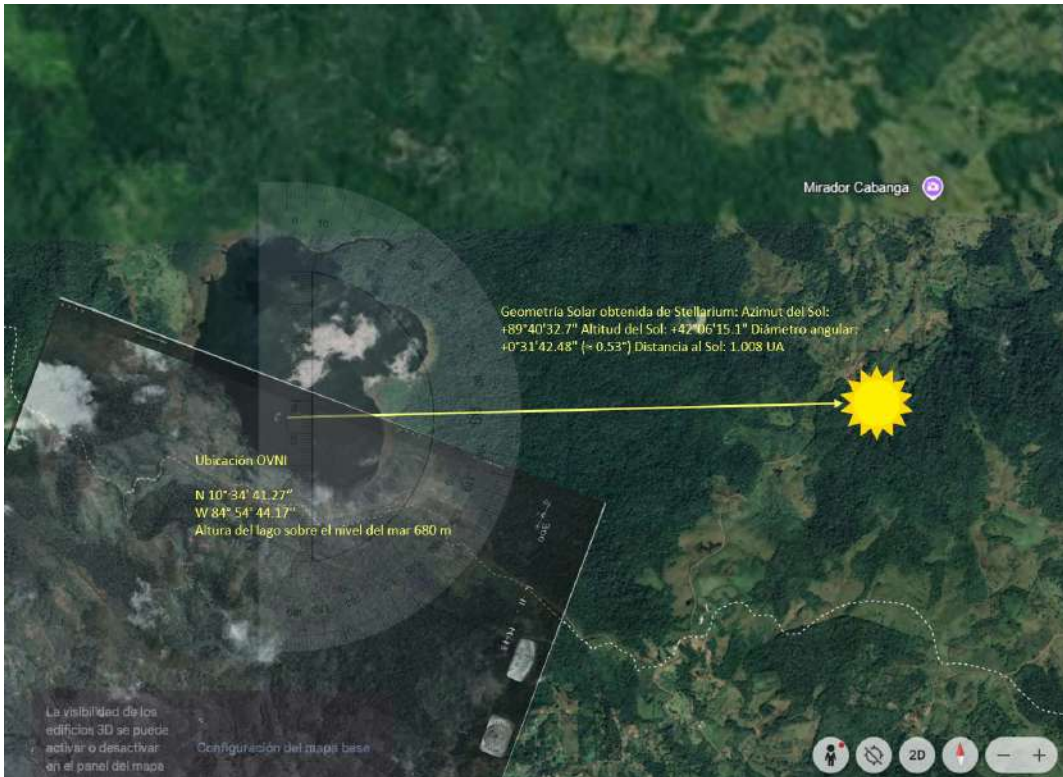 Mirador Cabanga
Geometría Solar obtenida de Stellarium: Azimut del Sol:
+89°40'32.7" Altitud del Sol: +42°06'15.1" Diámetro angular:
+0°31'42.48" (≈ 0.53°) Distancia al Sol: 1.008 UA
Ubicación OVNI
N 10° 34' 41.27"
W 84° 54' 44.17"
Altura del lago sobre el nivel del mar 680 m
La visibilidad de los
edificios 3D se puede
activar o desactivar
en el panel del mapa
Configuración del mapa base
2D